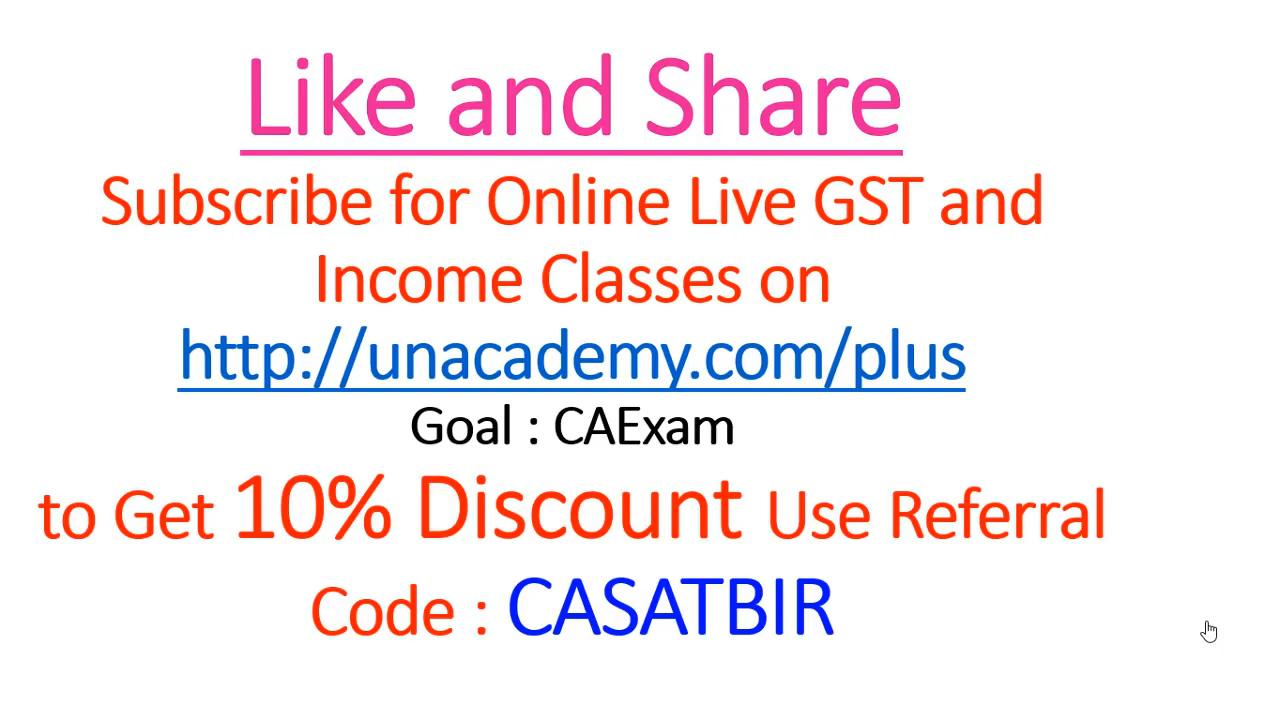 Like and Share
Subscribe for Online Live GST and
Income Classes on
http://unacademy.com/plus
Goal : CAExam
to Get 10% Discount Use Referral
Code : CASATBIR